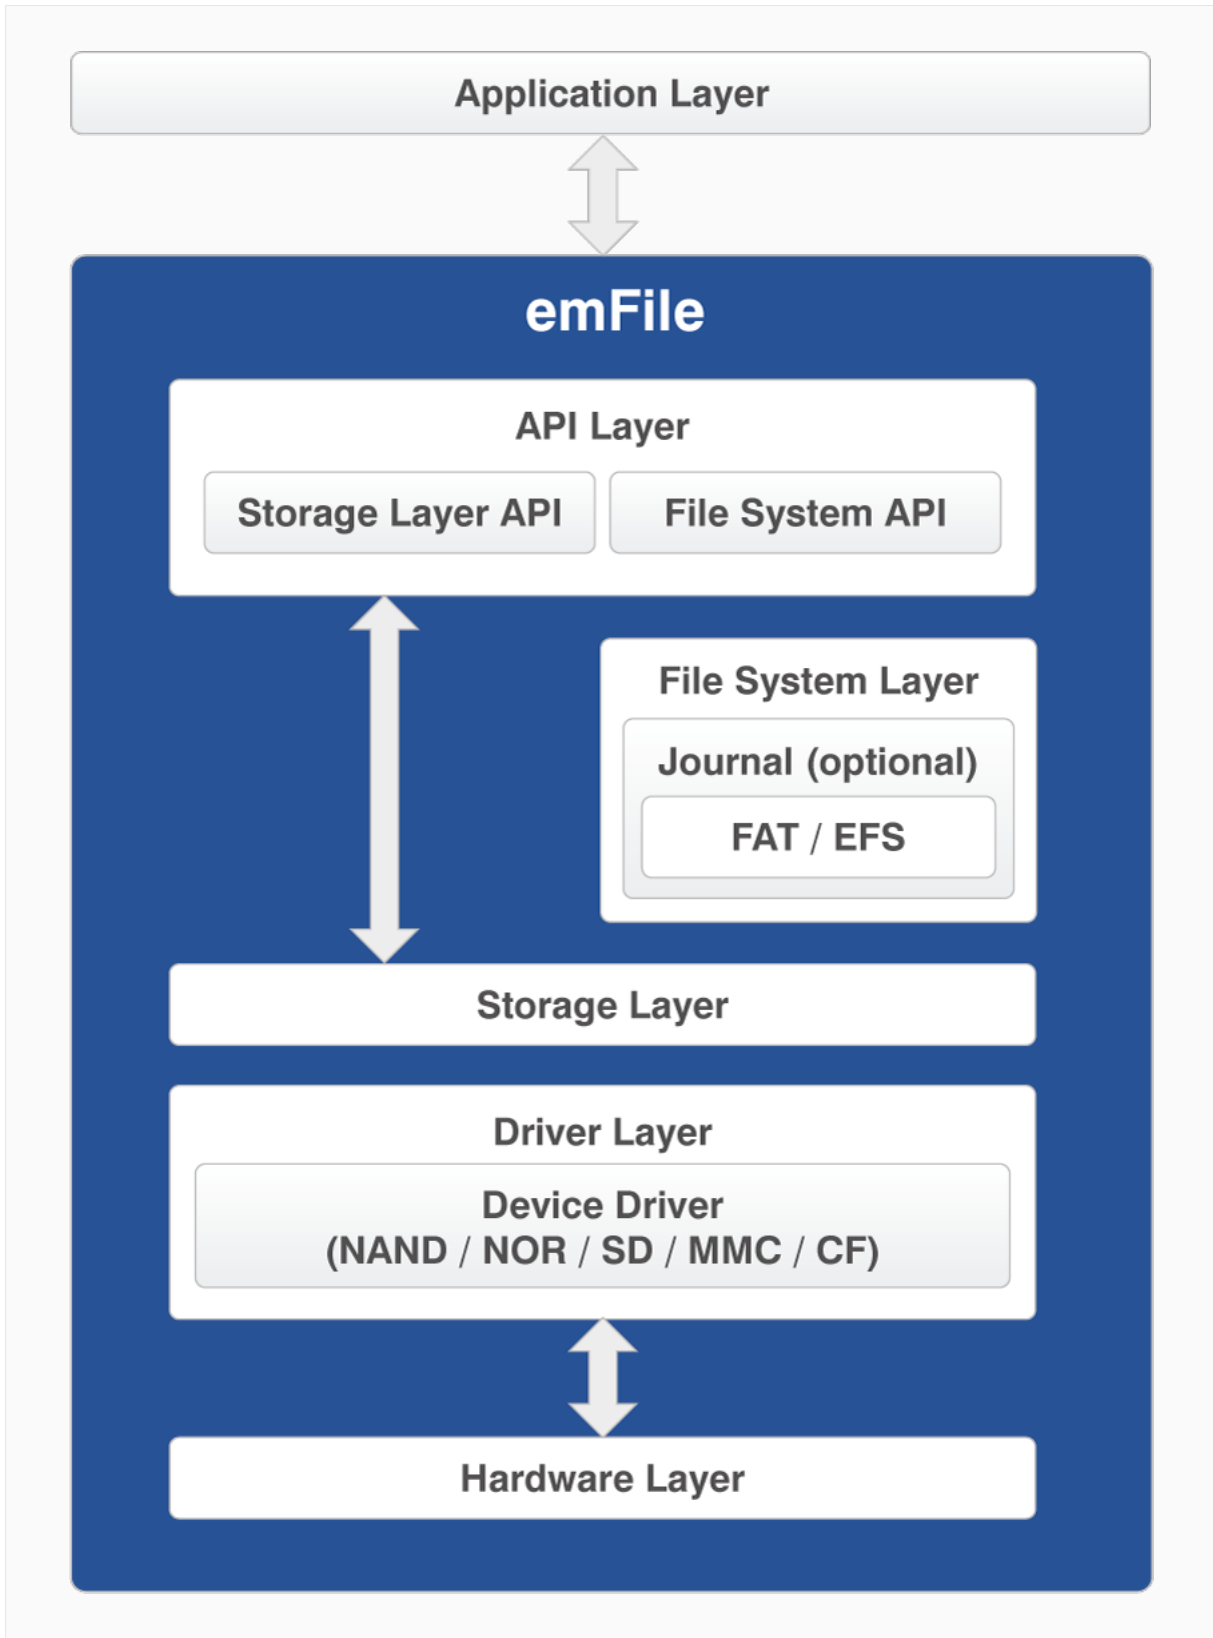 Application Layer
emFile
API Layer
Storage Layer API
File System API
File System Layer
Journal (optional)
FAT / EFS
Storage Layer
Driver Layer
Device Driver
(NAND / NOR / SD / MMC / CF)
Hardware Layer